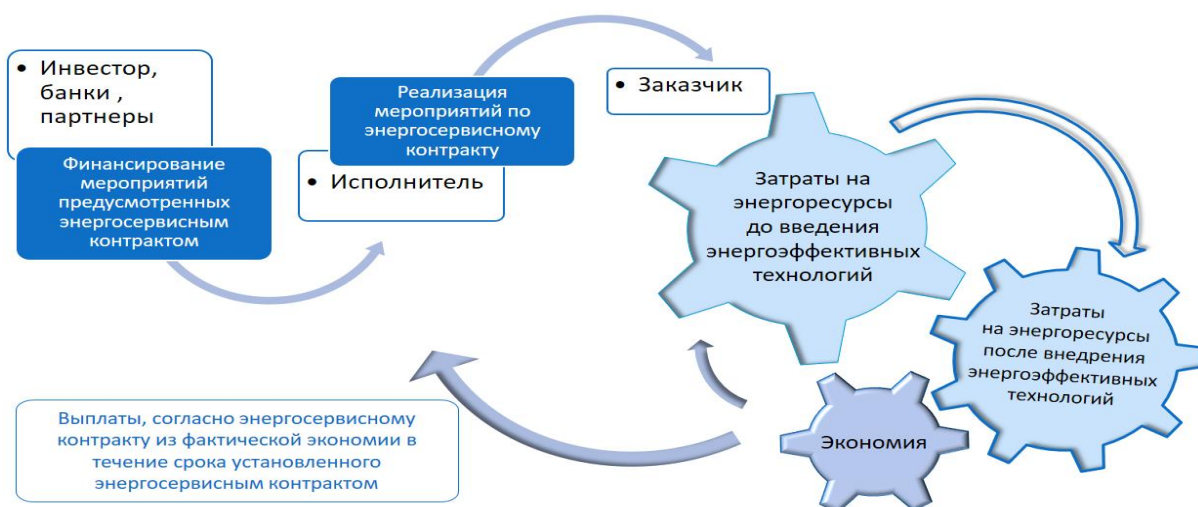 • Инвестор,
банки ,
партнеры
Финансирование
мероприятий
предусмотренных
энергосервисным
контрактом
Реализация
мероприятий по
энергосервисному
контракту
• Исполнитель
• Заказчик
Затраты на
энергоресурсы
до введения
энергоэффективных
технологий
Затраты
на энергоресурсы
после внедрения
энергоэффективных
технологий
Экономия
Выплаты, согласно энергосервисному
контракту из фактической экономии в
течение срока установленного
энергосервисным контрактом